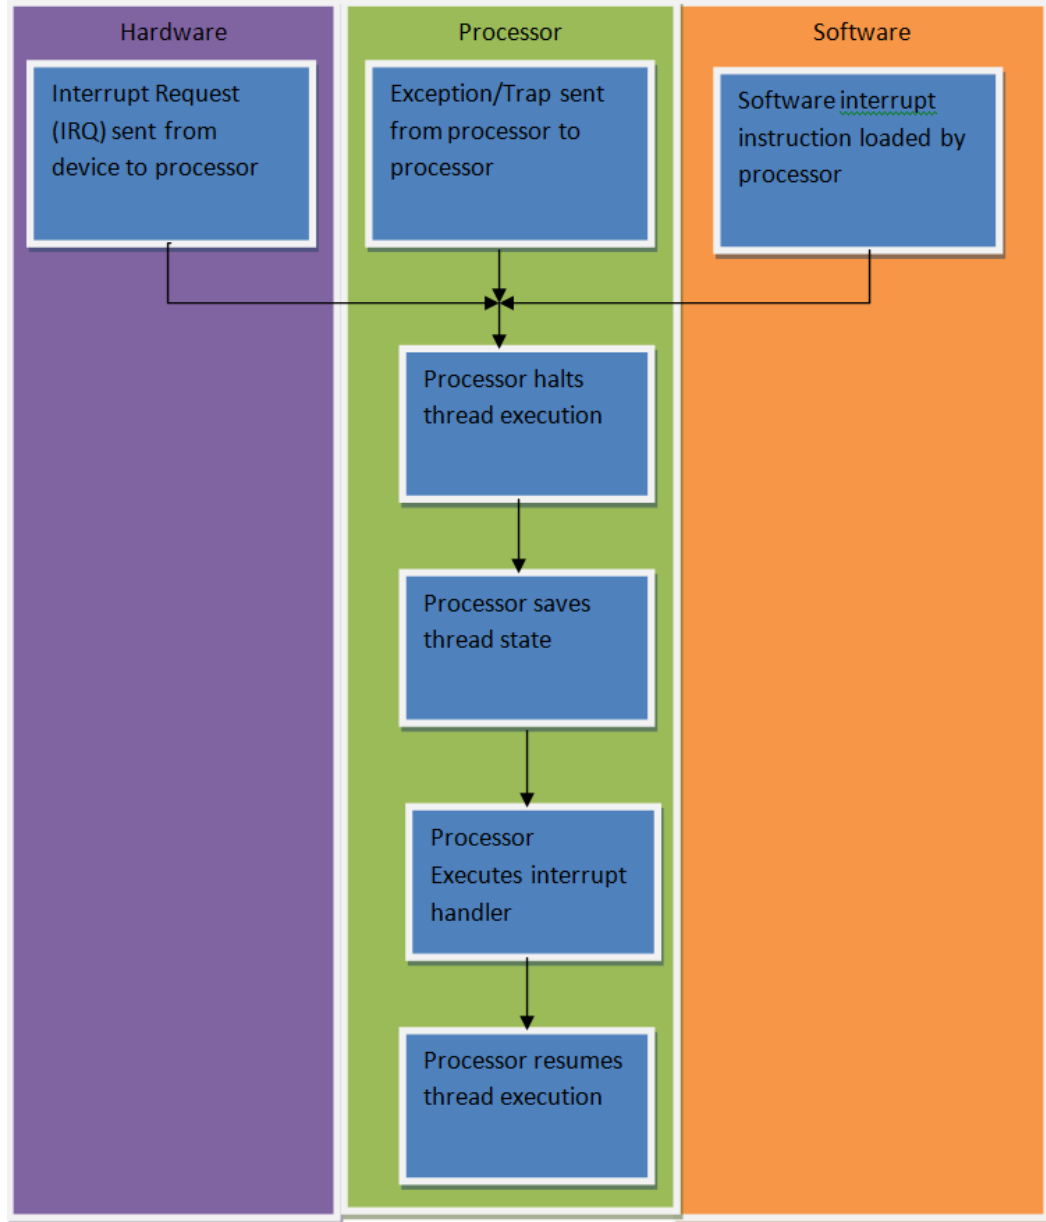 Hardware
Interrupt Request
(IRQ) sent from
device to processor
Processor
Exception/Trap sent
from processor to
processor
Software
Software interrupt
instruction loaded by
processor
Processor halts
thread execution
Processor saves
thread state
Processor
Executes interrupt
handler
Processor resumes
thread execution